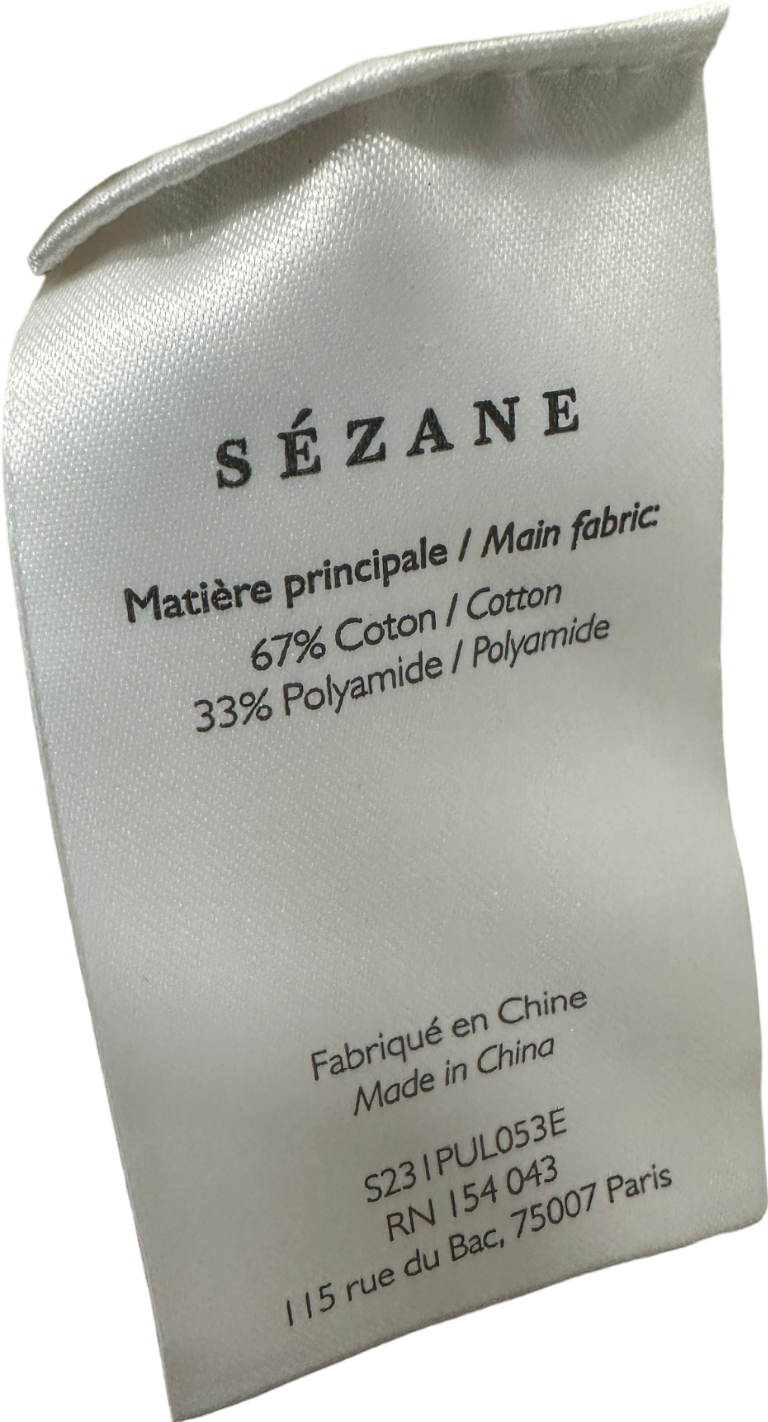 SÉZANE
Matière principale / Main fabric:
67% Coton / Cotton
33% Polyamide / Polyamide
Fabriqué en Chine
Made in China
S231PUL053E
RN 154 043
115 rue du Bac, 75007 Paris